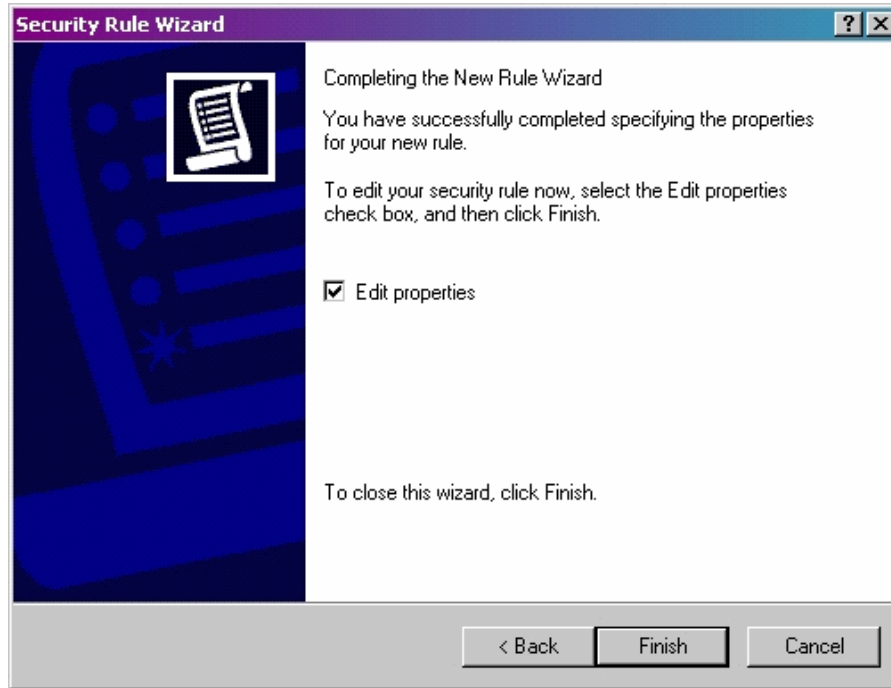 Security Rule Wizard
?
Completing the New Rule Wizard
You have successfully completed specifying the properties
for your new rule.
To edit your security rule now, select the Edit properties
check box, and then click Finish.
Edit properties
To close this wizard, click Finish.
< Back
Finish
Cancel